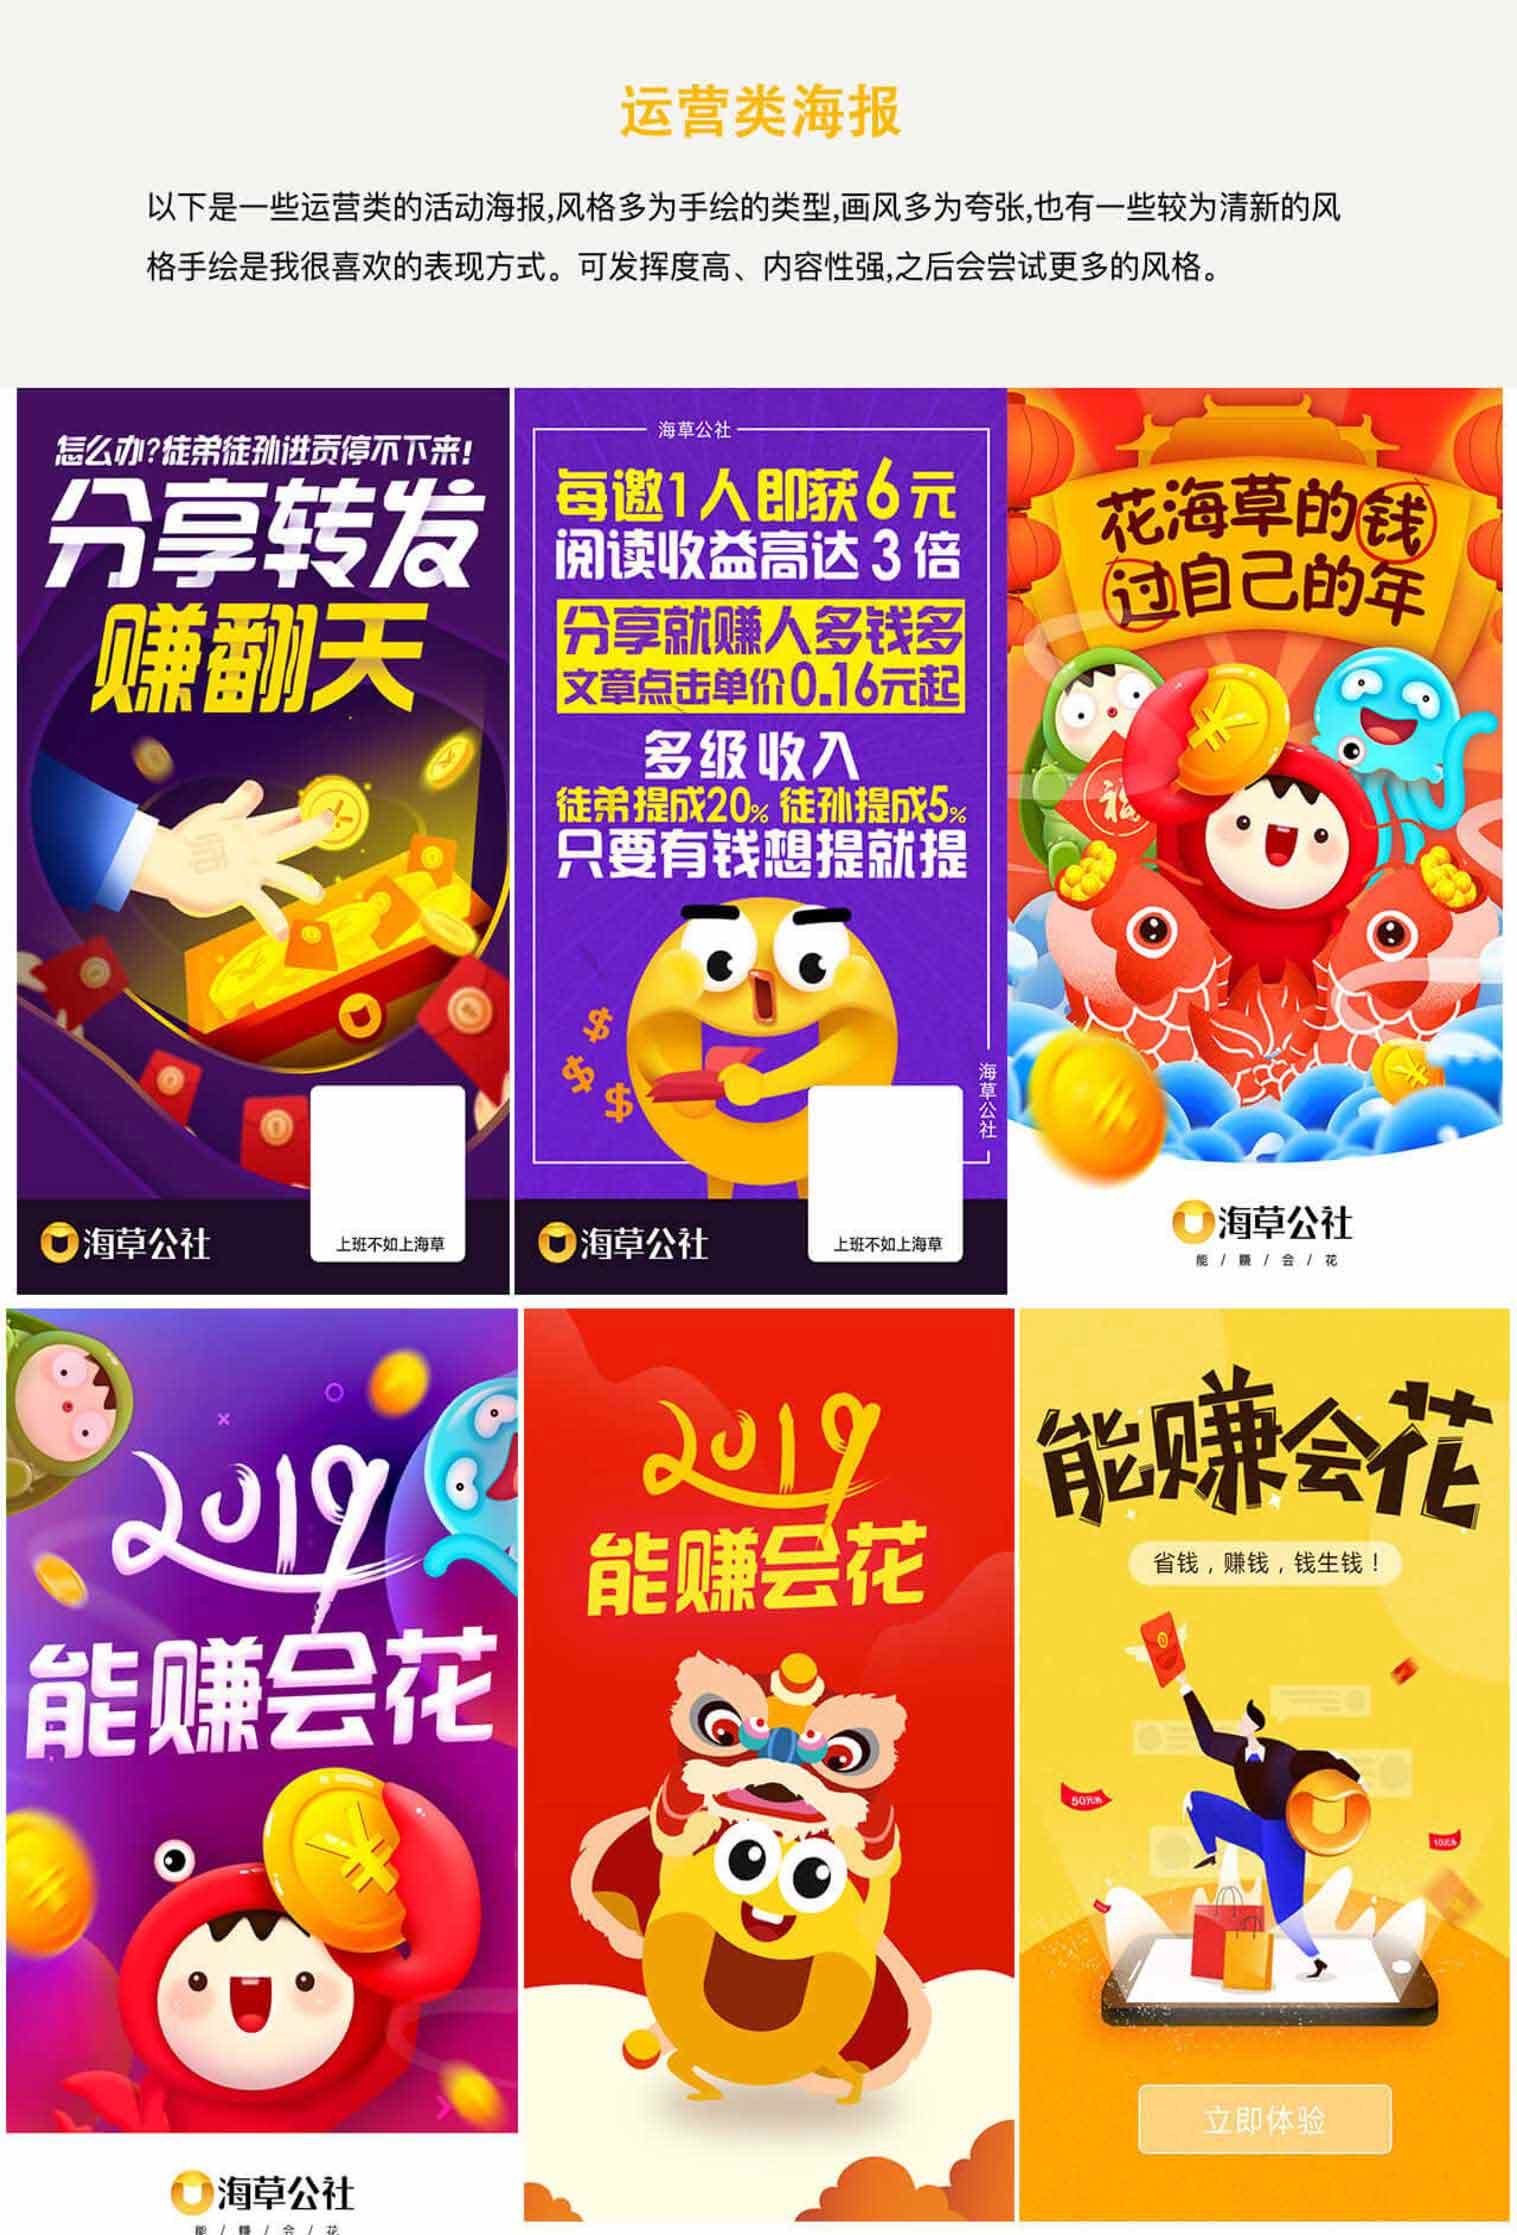 运营类海报
以下是一些运营类的活动海报,风格多为手绘的类型,画风多为夸张,也有一些较为清新的风
格手绘是我很喜欢的表现方式。可发挥度高、内容性强,之后会尝试更多的风格。
怎么办?徒弟徒孙进贡停不下来!
分享转发
赚翻天
海草公社
上班不如上海草
海草公社
每邀1人即获6元
阅读收益高达3倍
分享就赚人多钱多
文章点击单价0.16元起
多级收入
徒弟提成20% 徒孙提成5%
只要有钱想提就提
海草公社
海草公社
上班不如上海草
花海草的钱
过自己的年
福
海草公社
能 / 赚 / 会 / 花
2019
能赚会花
海草公社
能 / 赚 / 会 / 花
2019
能赚会花
能赚会花
省钱，赚钱，钱生钱！
立即体验